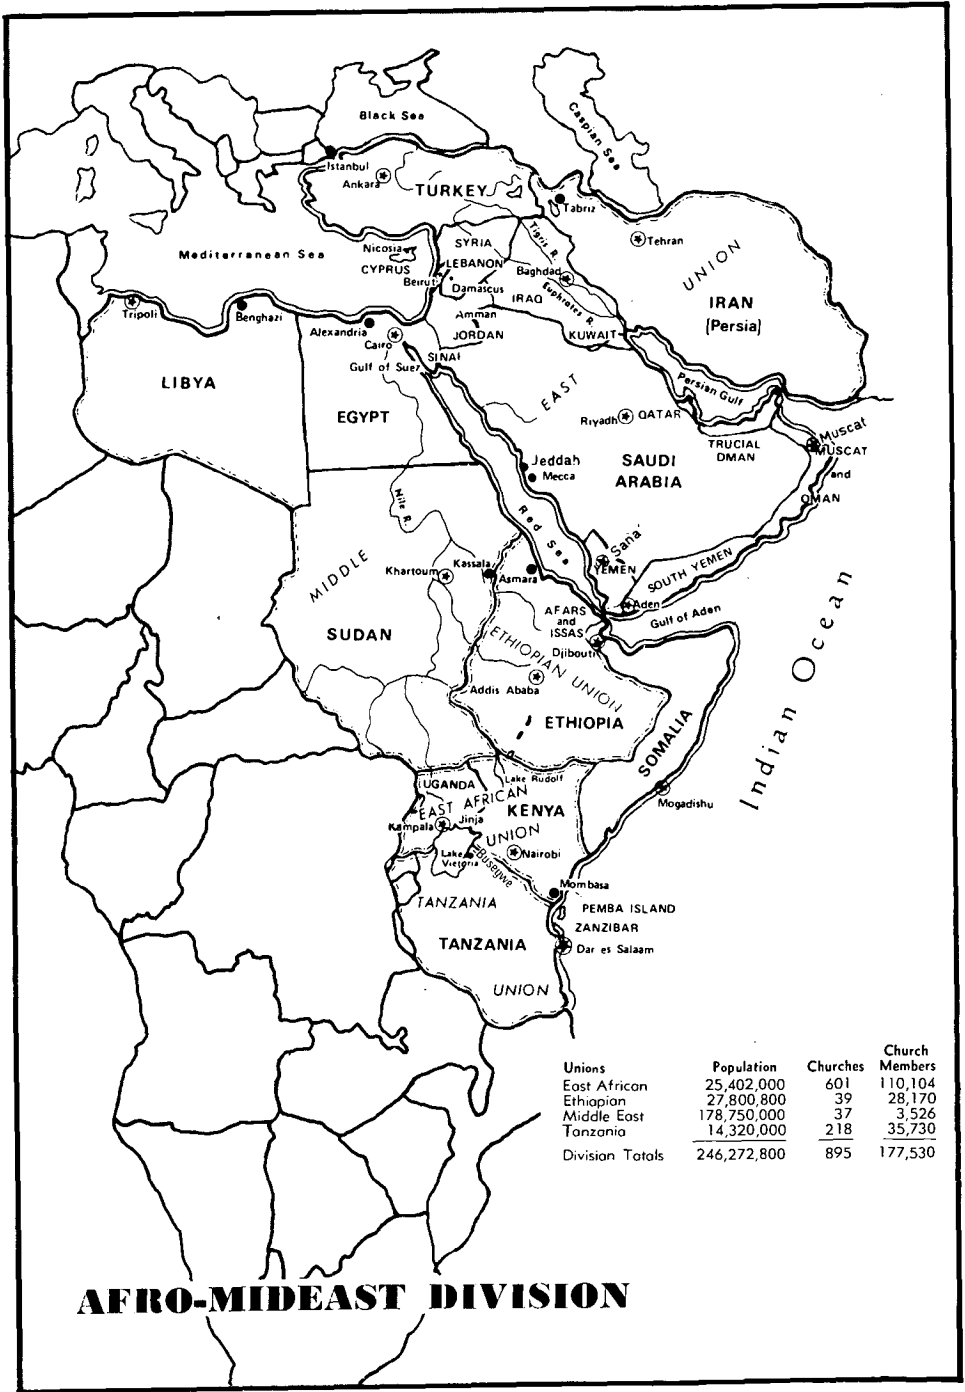 Black Sea
Caspian Sea
Istanbul
Ankara
TURKEY
Tabriz
Tehran
UNION
Tigris R.
Nicosia
SYRIA
Mediterranean Sea
CYPRUS
LEBANON
Baghdad
Beirut
Damascus
IRAQ
Euphrates R.
IRAN
(Persia)
Tripoli
Benghazi
Amman
Alexandria
JORDAN
KUWAIT
Cairo
SINAI
Gulf of Suez
Persian Gulf
LIBYA
EAST
EGYPT
Riyadh
QATAR
Muscat
TRUCIAL
OMAN
MUSCAT
and
OMAN
Jeddah
Mecca
SAUDI
ARABIA
Nile R.
Red Sea
Sana'
YEMEN
SOUTH YEMEN
MIDDLE
Khartoum
Kassala
Asmara
Aden
Gulf of Aden
AFARS
and
ISSAS
Djibouti
SUDAN
ETHIOPIAN UNION
Addis Ababa
ETHIOPIA
SOMALIA
Indian Ocean
Lake Rudolf
UGANDA
EAST AFRICAN
KENYA
Mogadishu
Kampala
Jinja
UNION
Nairobi
Lake
Victoria
Busegwe
Mombasa
TANZANIA
PEMBA ISLAND
ZANZIBAR
TANZANIA
Dar es Salaam
UNION
Unions Population Churches Church Members
East African 25,402,000 601 110,104
Ethiopian 27,800,800 39 28,170
Middle East 178,750,000 37 3,526
Tanzania 14,320,000 218 35,730
Division Totals 246,272,800 895 177,530
AFRO-MIDEAST DIVISION